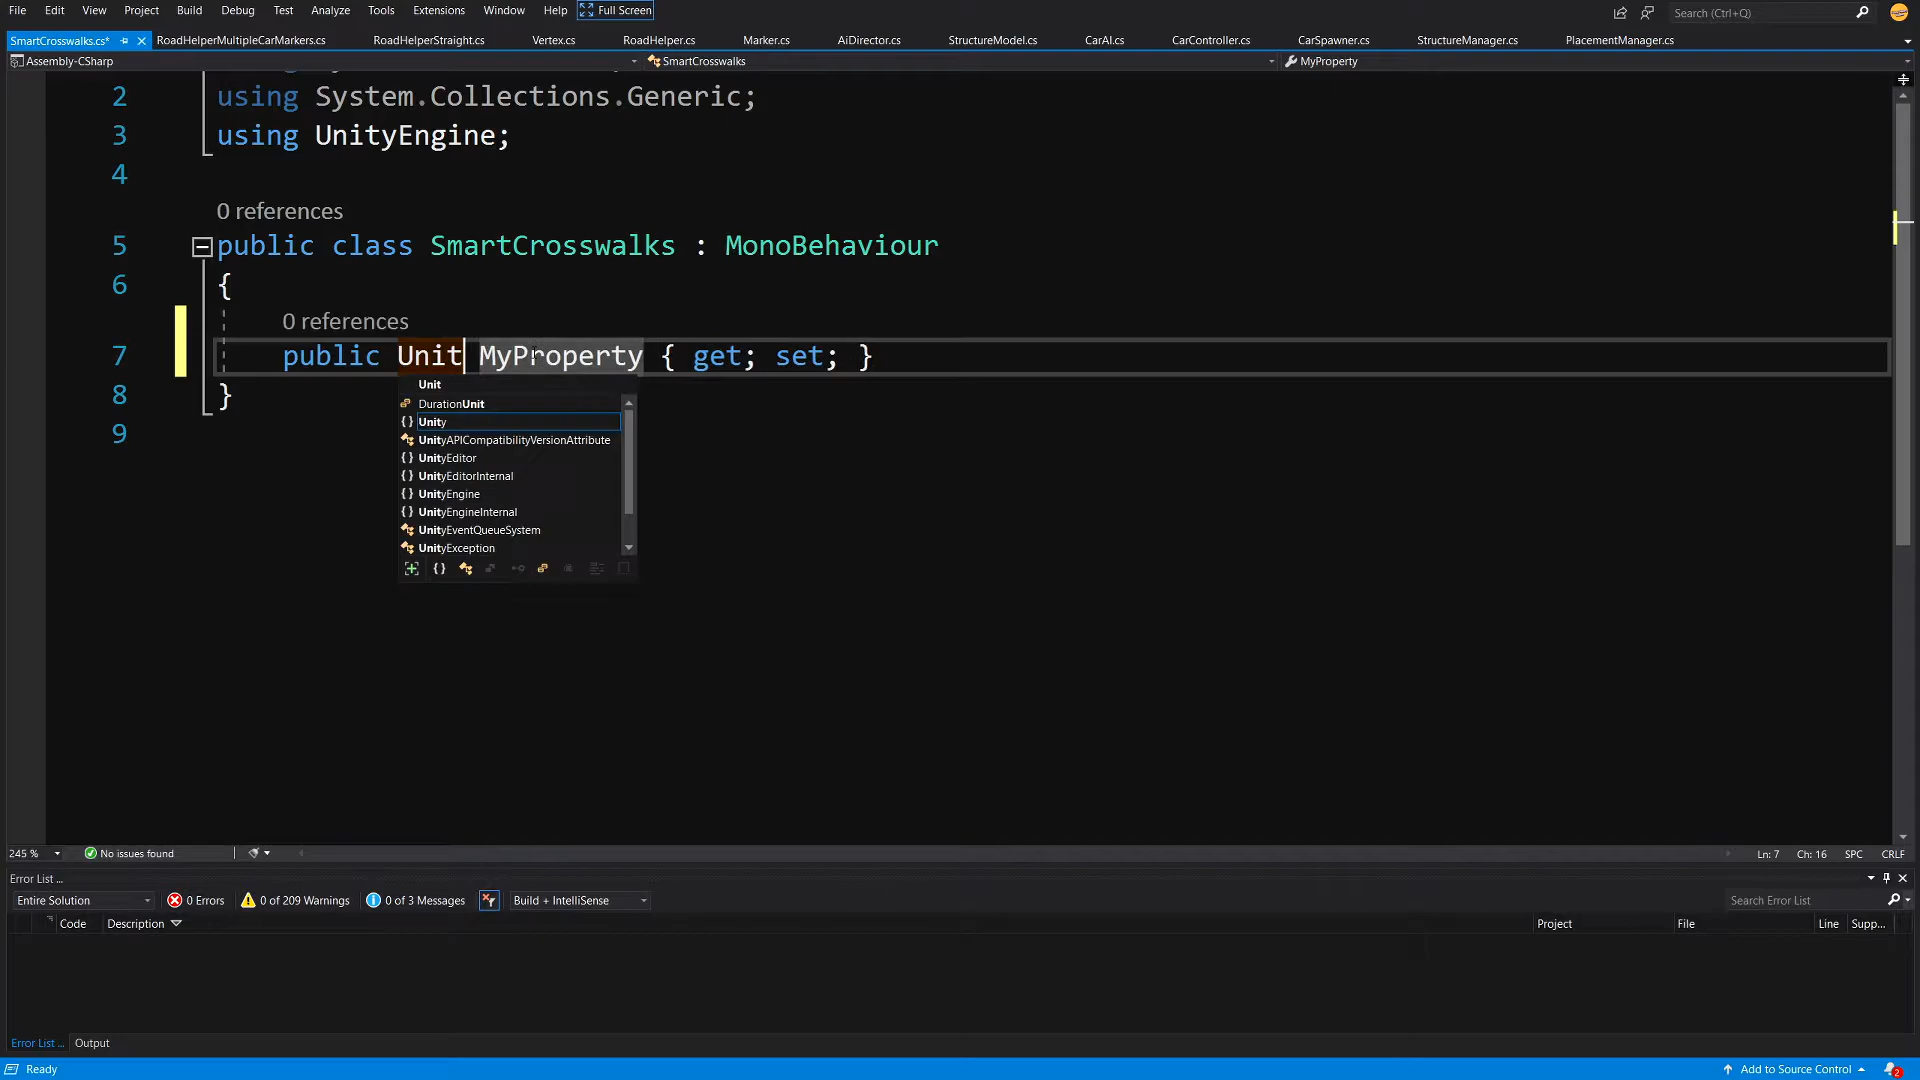 File Edit View Project Build Debug Test Analyze Tools Extensions Window Help Full Screen Search (Ctrl+Q)
SmartCrosswalks.cs* RoadHelperMultipleCarMarkers.cs RoadHelperStraight.cs Vertex.cs RoadHelper.cs Marker.cs AiDirector.cs StructureModel.cs CarAI.cs CarController.cs CarSpawner.cs StructureManager.cs PlacementManager.cs
Assembly-CSharp SmartCrosswalks MyProperty
2 using System.Collections.Generic;
3 using UnityEngine;
4
0 references
5 public class SmartCrosswalks : MonoBehaviour
6 {
0 references
7 public Unit MyProperty { get; set; }
Unit
8 }
DurationUnit
Unity
9
UnityAPICompatibilityVersionAttribute
UnityEditor
UnityEditorInternal
UnityEngine
UnityEngineInternal
UnityEventQueueSystem
UnityException
245 % No issues found Ln: 7 Ch: 16 SPC CRLF
Error List ...
Entire Solution 0 Errors 0 of 209 Warnings 0 of 3 Messages Build + IntelliSense Search Error List
Code Description Project File Line Supp...
Error List ... Output
Ready Add to Source Control 2